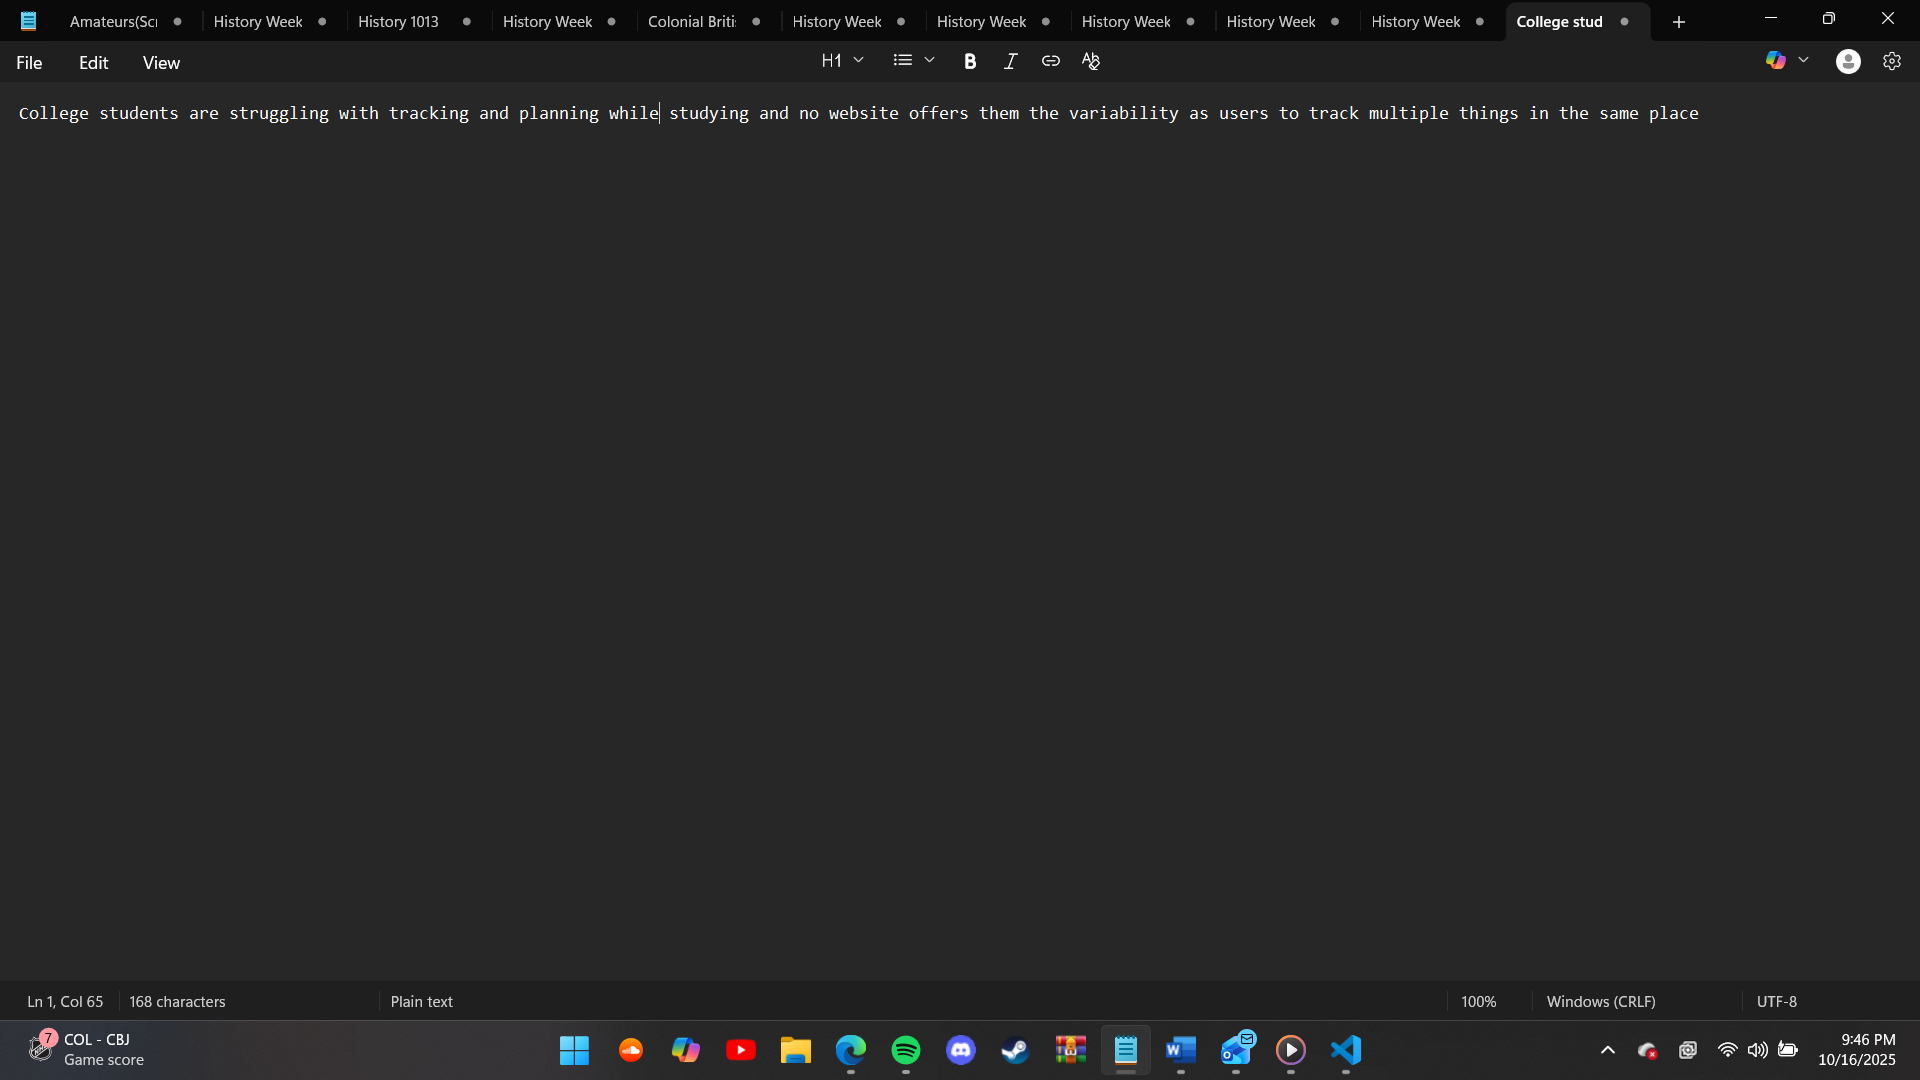 Amateurs(Scr
History Week
History 1013
History Week
Colonial Briti
History Week
History Week
History Week
History Week
History Week
College stud
File Edit View
H1
College students are struggling with tracking and planning while studying and no website offers them the variability as users to track multiple things in the same place
Ln 1, Col 65
168 characters
Plain text
100%
Windows (CRLF)
UTF-8
7
COL - CBJ
Game score
9:46 PM
10/16/2025